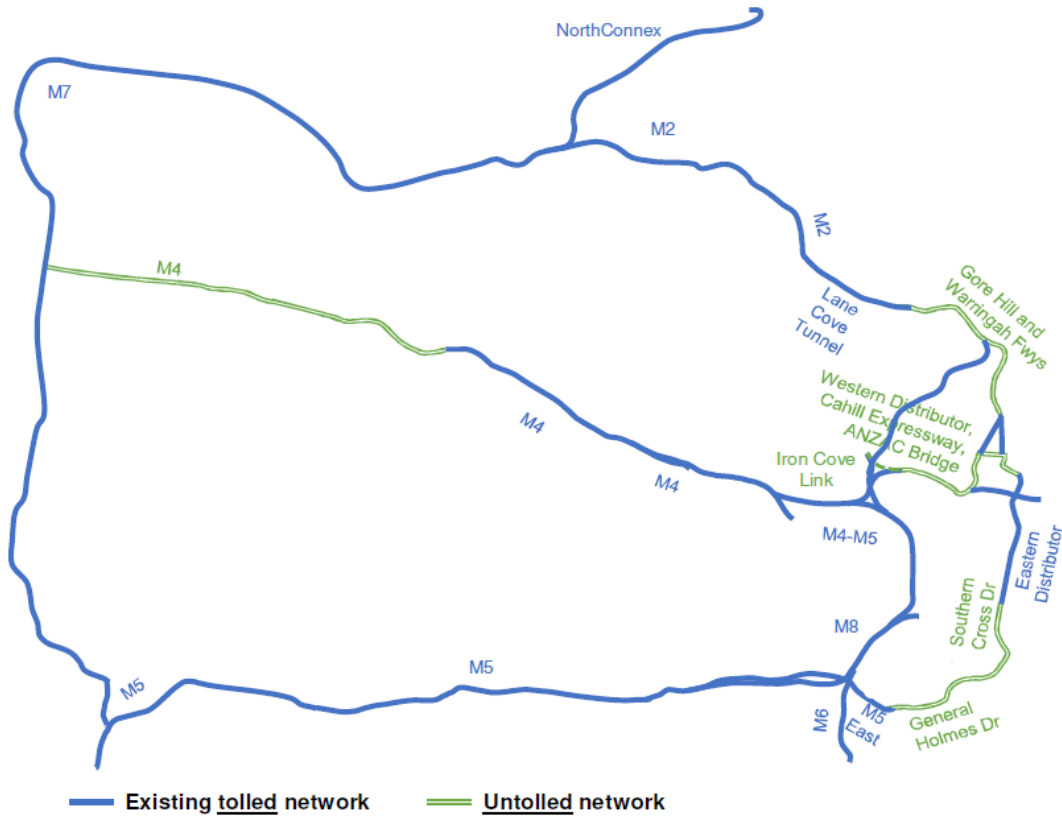 NorthConnex
M7
M2
M2
M4
Gore Hill and
Warringah Fwys
Lane
Cove
Tunnel
Western Distributor,
Cahill Expressway,
ANZAC Bridge
M4
Iron Cove
Link
M4
M4-M5
Eastern
Distributor
Southern
Cross Dr
M8
M5
M5
M6
M5
East
General
Holmes Dr
Existing tolled network
Untolled network